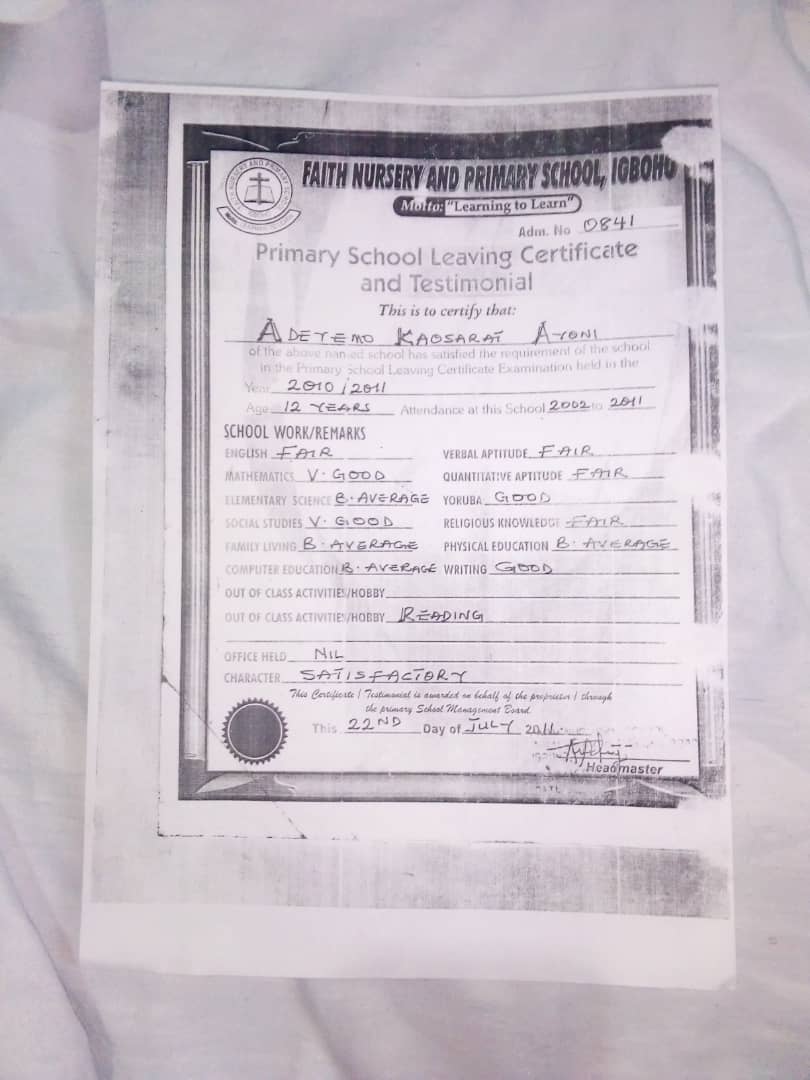 FAITH NURSERY AND PRIMARY SCHOOL, IGBOHO
Motto: "Learning to Learn"
Adm. No 0841
Primary School Leaving Certificate
and Testimonial
This is to certify that:
ADEYEMO KAOSARAT AYONI
of the above named school has satisfied the requirement of the school
in the Primary School Leaving Certificate Examination held in the
Year 2010/2011
Age 12 YEARS Attendance at this School 2002 to 2011
SCHOOL WORK/REMARKS
ENGLISH FAIR VERBAL APTITUDE FAIR
MATHEMATICS V. GOOD QUANTITATIVE APTITUDE FAIR
ELEMENTARY SCIENCE B. AVERAGE YORUBA GOOD
SOCIAL STUDIES V. GOOD RELIGIOUS KNOWLEDGE FAIR
FAMILY LIVING B. AVERAGE PHYSICAL EDUCATION B. AVERAGE
COMPUTER EDUCATION B. AVERAGE WRITING GOOD
OUT OF CLASS ACTIVITIES/HOBBY
OUT OF CLASS ACTIVITIES/HOBBY READING
OFFICE HELD NIL
CHARACTER SATISFACTORY
This Certificate / Testimonial is awarded on behalf of the proprietor / through
the primary School Management Board
This 22ND Day of JULY 2011
Headmaster